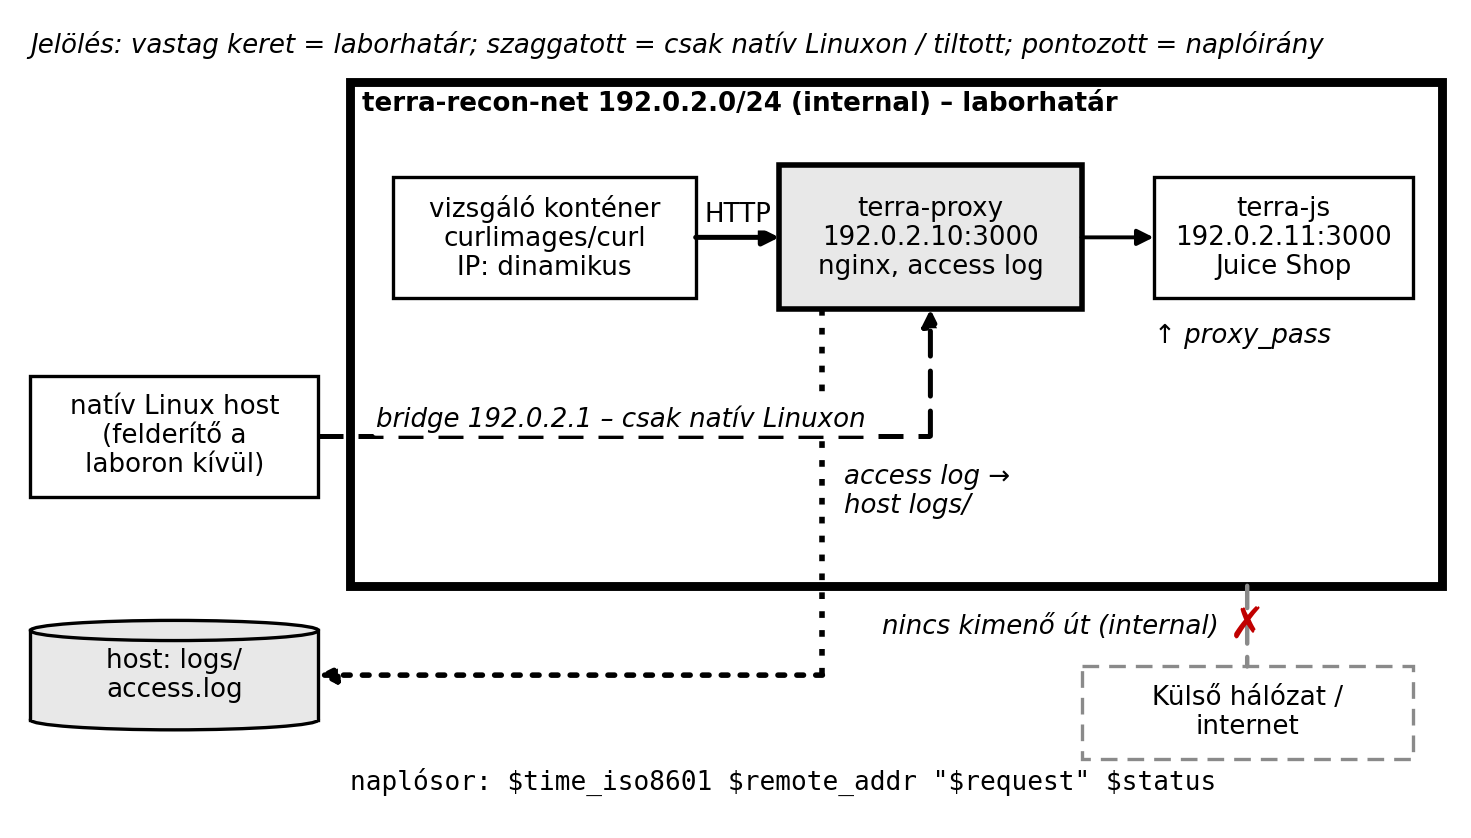 Jelölés: vastag keret = laborhatár; szaggatott = csak natív Linuxon / tiltott; pontozott = naplóirány
terra-recon-net 192.0.2.0/24 (internal) – laborhatár
vizsgáló konténer
curlimages/curl
IP: dinamikus
HTTP
terra-proxy
192.0.2.10:3000
nginx, access log
terra-js
192.0.2.11:3000
Juice Shop
↑ proxy_pass
natív Linux host
(felderítő a
laboron kívül)
bridge 192.0.2.1 – csak natív Linuxon
access log →
host logs/
nincs kimenő út (internal) ✗
host: logs/
access.log
Külső hálózat /
internet
naplósor: $time_iso8601 $remote_addr "$request" $status